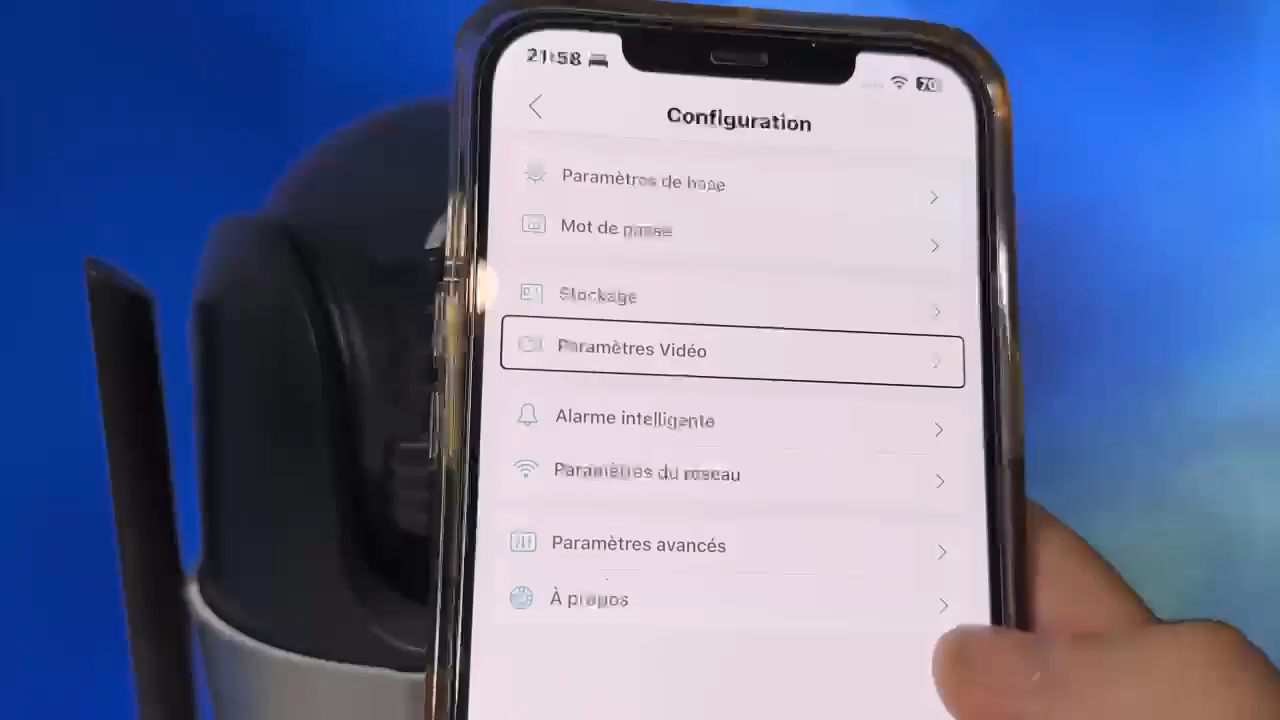 21:58
70
Configuration
Paramètres de base
Mot de passe
Stockage
Paramètres Vidéo
Alarme intelligente
Paramètres du réseau
Paramètres avancés
À propos